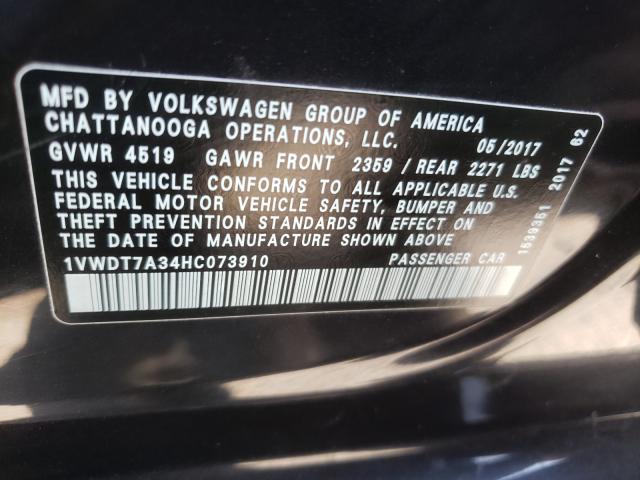 MFD BY VOLKSWAGEN GROUP OF AMERICA
CHATTANOOGA OPERATIONS, LLC. 05/2017
GVWR 4519 GAWR FRONT 2359 / REAR 2271 LBS
THIS VEHICLE CONFORMS TO ALL APPLICABLE U.S.
FEDERAL MOTOR VEHICLE SAFETY, BUMPER AND
THEFT PREVENTION STANDARDS IN EFFECT ON
THE DATE OF MANUFACTURE SHOWN ABOVE
1VWDT7A34HC073910 PASSENGER CAR
1539351 2017 62